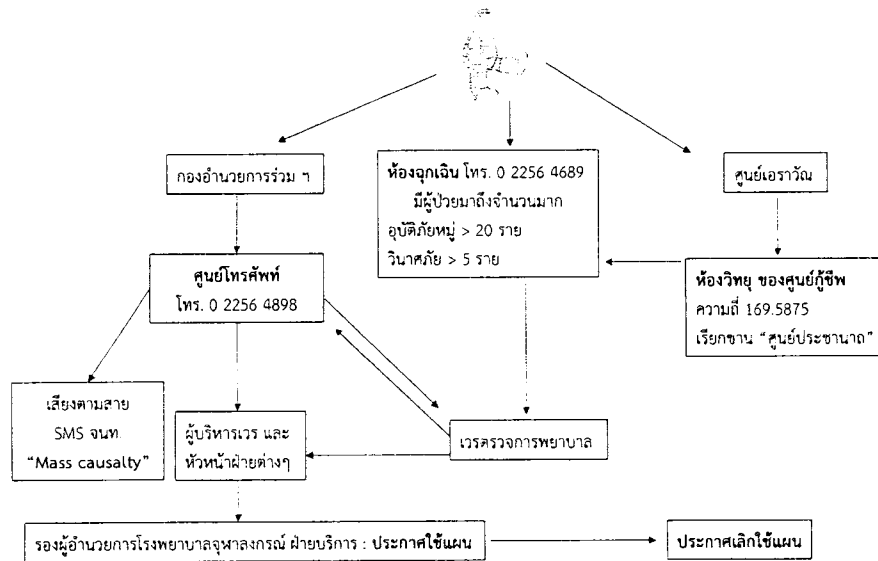 กองอำนวยการร่วม ฯ
ห้องฉุกเฉิน โทร. 0 2256 4689
มีผู้ป่วยมาถึงจำนวนมาก
อุบัติภัยหมู่ > 20 ราย
วินาศภัย > 5 ราย
ศูนย์เอราวัณ
ศูนย์โทรศัพท์
โทร. 0 2256 4898
ห้องวิทยุ ของศูนย์กู้ชีพ
ความถี่ 169.5875
เรียกขาน “ศูนย์ประชานาถ”
เสียงตามสาย
SMS จนท.
“Mass causalty”
ผู้บริหารเวร และ
หัวหน้าฝ่ายต่างๆ
เวรตรวจการพยาบาล
รองผู้อำนวยการโรงพยาบาลจุฬาลงกรณ์ ฝ่ายบริการ : ประกาศใช้แผน
ประกาศเลิกใช้แผน